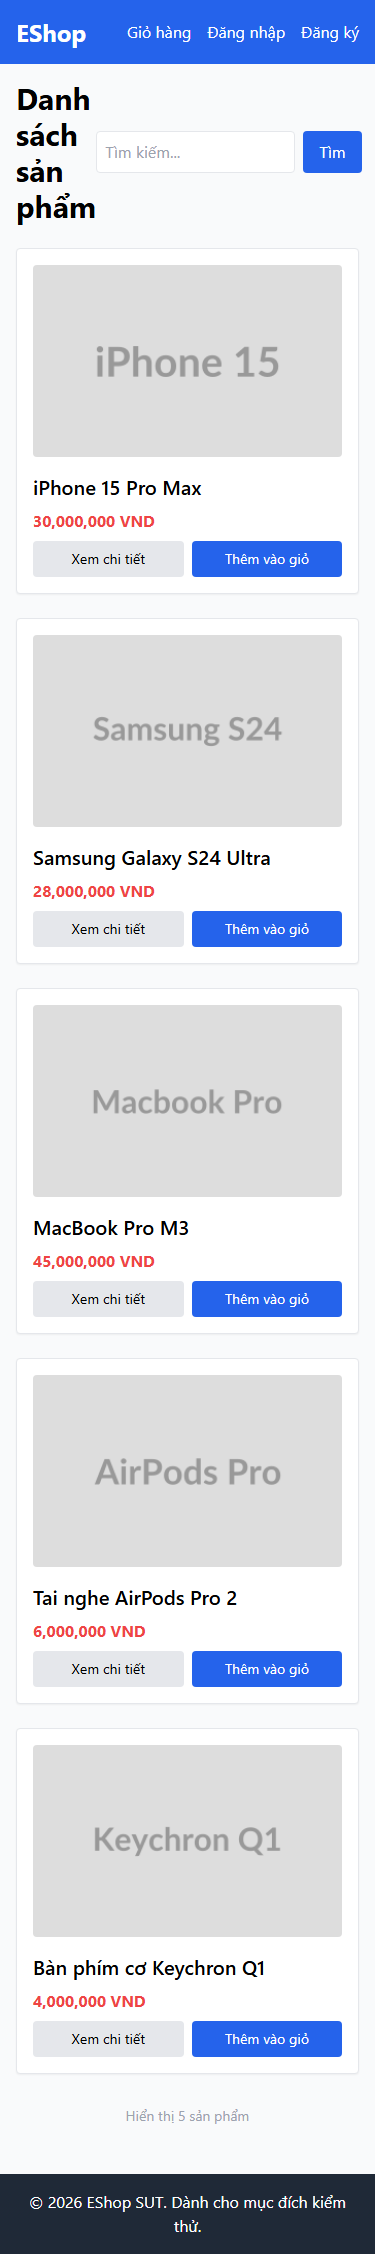 EShop
Giỏ hàng
Đăng nhập
Đăng ký
Danh
sách
sản
phẩm
Tìm kiếm...
Tìm
iPhone 15
iPhone 15 Pro Max
30,000,000 VND
Xem chi tiết
Thêm vào giỏ
Samsung S24
Samsung Galaxy S24 Ultra
28,000,000 VND
Xem chi tiết
Thêm vào giỏ
Macbook Pro
MacBook Pro M3
45,000,000 VND
Xem chi tiết
Thêm vào giỏ
AirPods Pro
Tai nghe AirPods Pro 2
6,000,000 VND
Xem chi tiết
Thêm vào giỏ
Keychron Q1
Bàn phím cơ Keychron Q1
4,000,000 VND
Xem chi tiết
Thêm vào giỏ
Hiển thị 5 sản phẩm
© 2026 EShop SUT. Dành cho mục đích kiểm
thử.